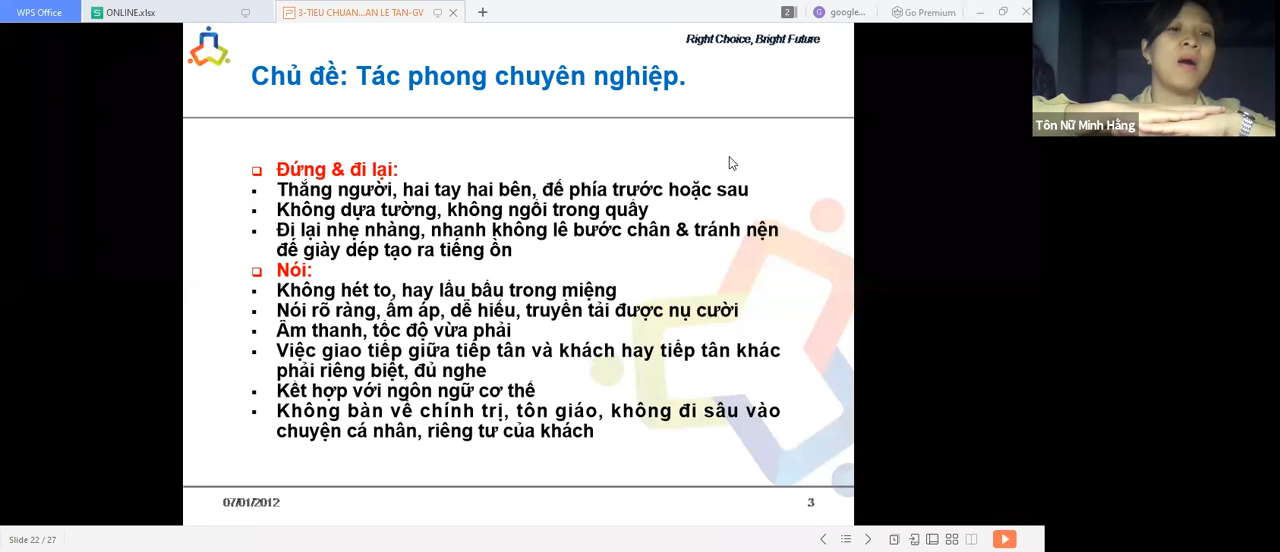 WPS Office
ONLINE.xlsx
3-TIEU CHUAN...AN LE TAN-GV
2
G google...
Go Premium
Right Choice, Bright Future
Chủ đề: Tác phong chuyên nghiệp.
Tôn Nữ Minh Hằng
Đứng & đi lại:
Thẳng người, hai tay hai bên, để phía trước hoặc sau
Không dựa tường, không ngồi trong quầy
Đi lại nhẹ nhàng, nhanh không lê bước chân & tránh nện
để giày dép tạo ra tiếng ồn
Nói:
Không hét to, hay lẩu bẩu trong miệng
Nói rõ ràng, ấm áp, dễ hiểu, truyền tải được nụ cười
Âm thanh, tốc độ vừa phải
Việc giao tiếp giữa tiếp tân và khách hay tiếp tân khác
phải riêng biệt, đủ nghe
Kết hợp với ngôn ngữ cơ thể
Không bàn về chính trị, tôn giáo, không đi sâu vào
chuyện cá nhân, riêng tư của khách
07/01/2012
3
Slide 22 / 27